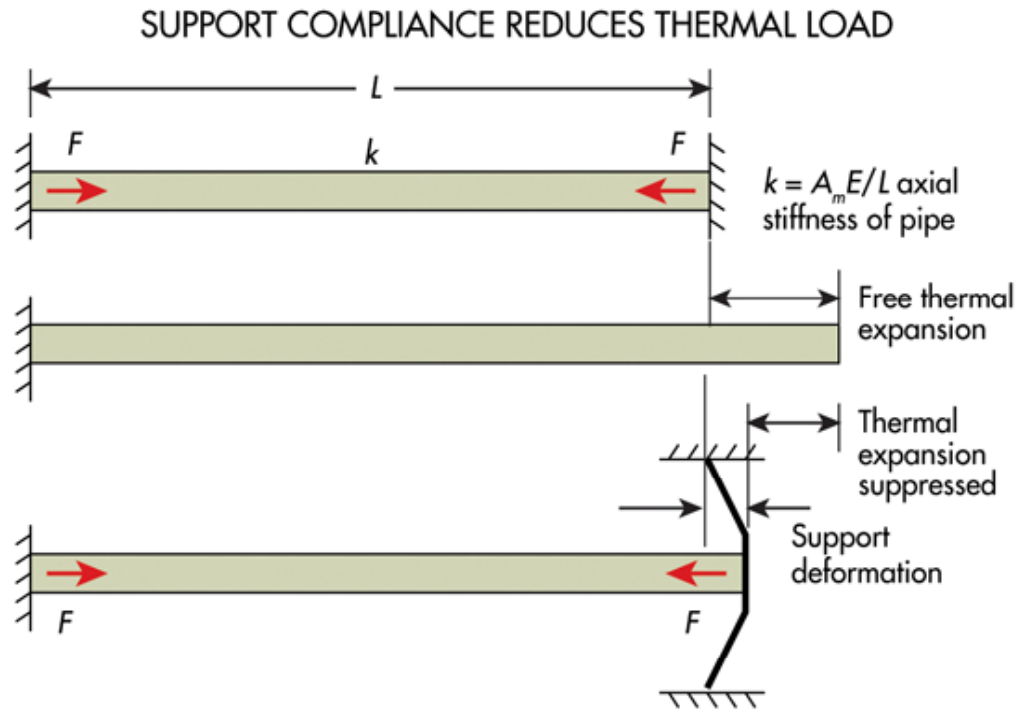 SUPPORT COMPLIANCE REDUCES THERMAL LOAD
L
F
k
F
k = AₘE/L axial
stiffness of pipe
Free thermal
expansion
Thermal
expansion
suppressed
Support
deformation
F
F